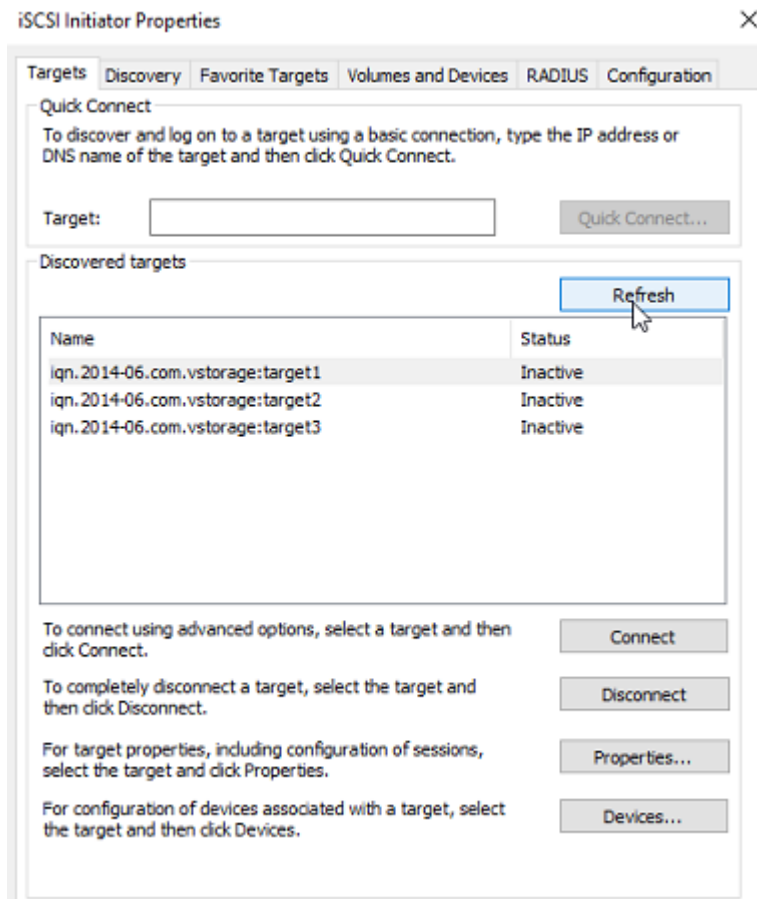 iSCSI Initiator Properties
Targets Discovery Favorite Targets Volumes and Devices RADIUS Configuration
Quick Connect
To discover and log on to a target using a basic connection, type the IP address or
DNS name of the target and then click Quick Connect.
Target: Quick Connect...
Discovered targets
Refresh
Name Status
iqn.2014-06.com.vstorage:target1 Inactive
iqn.2014-06.com.vstorage:target2 Inactive
iqn.2014-06.com.vstorage:target3 Inactive
To connect using advanced options, select a target and then
click Connect.
Connect
To completely disconnect a target, select the target and
then click Disconnect.
Disconnect
For target properties, including configuration of sessions,
select the target and click Properties.
Properties...
For configuration of devices associated with a target, select
the target and then click Devices.
Devices...